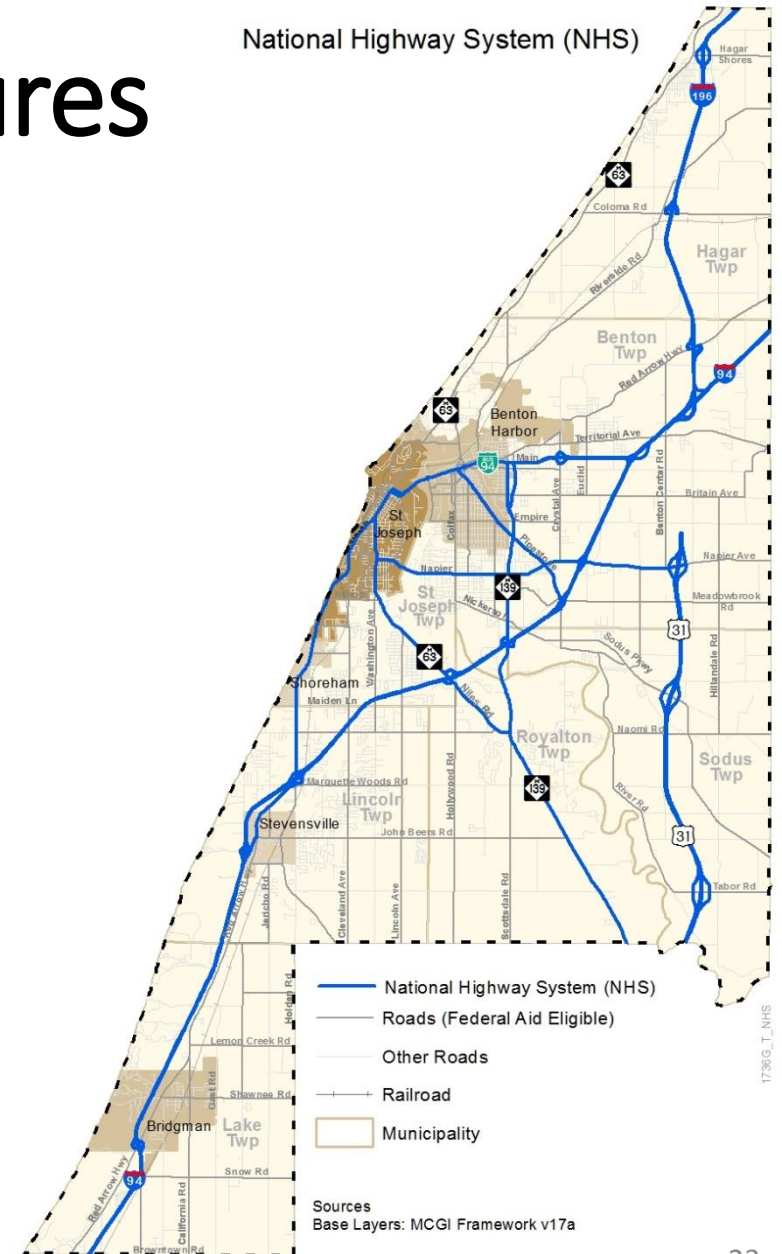 National Highway System (NHS)
ures
Hagar
Shores
196
M
63
Coloma Rd
Hagar
Twp
Riverside Rd
Benton
Twp
Red Arrow Hwy
94
M
63
Benton
Harbor
Territorial Ave
Main
BUS
94
Euclid
Crystal Ave
Benton Center Rd
Britain Ave
St
Joseph
Colfax
Empire
Pipestone
Napier
Napier Ave
M
139
St
Joseph
Twp
Nickerson
Meadowbrook
Rd
31
Washington Ave
M
63
Sodus Pkwy
Hillandale Rd
Shoreham
Maiden Ln
Niles Rd
Royalton
Twp
Naomi Rd
Sodus
Twp
Marquette Woods Rd
Hollywood Rd
M
139
River Rd
Lincoln
Twp
Stevensville
John Beers Rd
31
Red Arrow Hwy
Jericho Rd
Cleveland Ave
Lincoln Ave
Scottsdale Rd
Tabor Rd
Holden Rd
National Highway System (NHS)
Roads (Federal Aid Eligible)
Other Roads
Railroad
Municipality
Lemon Creek Rd
Gast Rd
Shawnee Rd
Bridgman
Lake
Twp
Snow Rd
94
Red Arrow Hwy
California Rd
Browntown Rd
Sources
Base Layers: MCGI Framework v17a
1736G_T_NHS